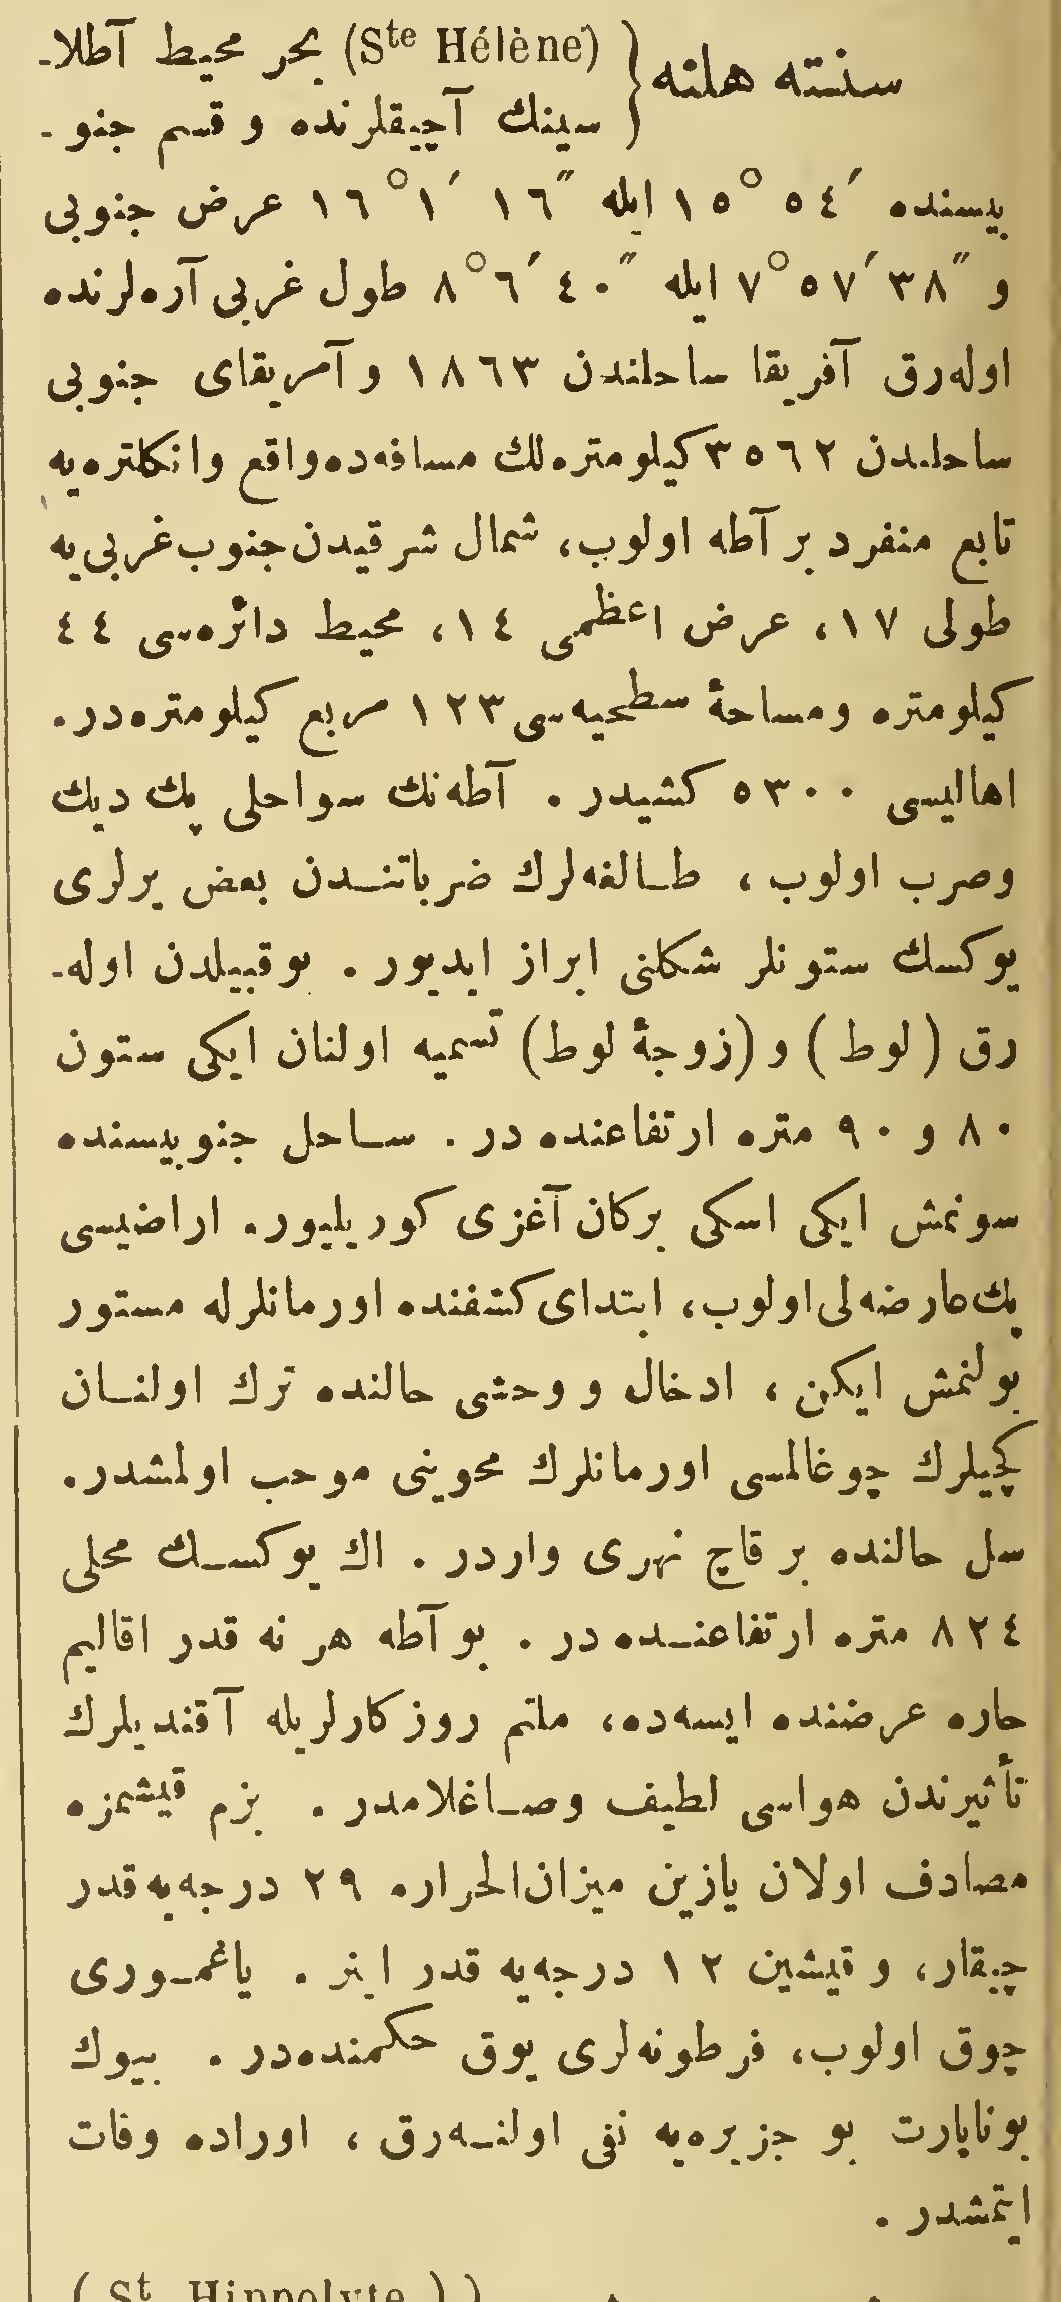 سنته هلنه } (Ste Hélène) بحر محیط آطلا-
سینك آچیقلرنده و قسم جنو-
بیسنده ´٥٤ °١٥ ایله ˝١٦ ´١ °١٦ عرض جنوبی
و ˝٣٨ ´٥٧ °٧ ایله ˝٤٠ ´٦ °٨ طول غربی آره‌لرنده
اوله‌رق آفریقا ساحلندن ١٨٦٣ و آمریقای جنوبی
ساحلندن ٣٥٦٢ کیلومتره‌لك مسافه‌ده واقع وانکلتره‌یه
تابع منفرد بر آطه اولوب، شمال شرقیدن جنوب غربی‌یه
طولی ١٧، عرض اعظمی ١٤، محیط دائره‌سی ٤٤
کیلومتره ومساحهٔ سطحیه‌سی ١٢٣ مربع کیلومتره‌در.
اهالیسی ٥٣٠٠ کشیدر. آطه‌نك سواحلی پك دیك
وصرب اولوب، طالغه‌لرك ضرباتندن بعض یرلری
یوکسك ستونلر شکلنی ابراز ایدیور. بوقبیلدن اوله-
رق (لوط) و (زوجهٔ لوط) تسمیه اولنان ایکی ستون
٨٠ و ٩٠ متره ارتفاعنده در. ساحل جنوبیسنده
سونمش ایکی اسکی برکان آغزی کوریلیور. اراضیسی
پك عارضه‌لی اولوب، ابتدای کشفنده اورمانلرله مستور
بولنمش ایکن، ادخال و وحشی حالنده ترك اولنان
کچیلرك چوغالمسی اورمانلرك محوینی موجب اولمشدر.
سل حالنده بر قاچ نهری واردر. اك یوکسك محلی
٨٢٤ متره ارتفاعنده در. بو آطه هر نه قدر اقالیم
حاره عرضنده ایسه‌ده، ملتم روزکارلریله آقندیلرك
تأثیرندن هواسی لطیف وصاغلامدر. بزم قیشمزه
مصادف اولان یازین میزان‌الحراره ٢٩ درجه‌یه قدر
چیقار، و قیشین ١٢ درجه‌یه قدر اینر. یاغموری
چوق اولوب، فرطونه‌لری یوق حکمنده‌در. بیوك
بوناپارت بو جزیره‌یه نفی اولنه‌رق، اوراده وفات
ایتمشدر.
(St Hippolyte)